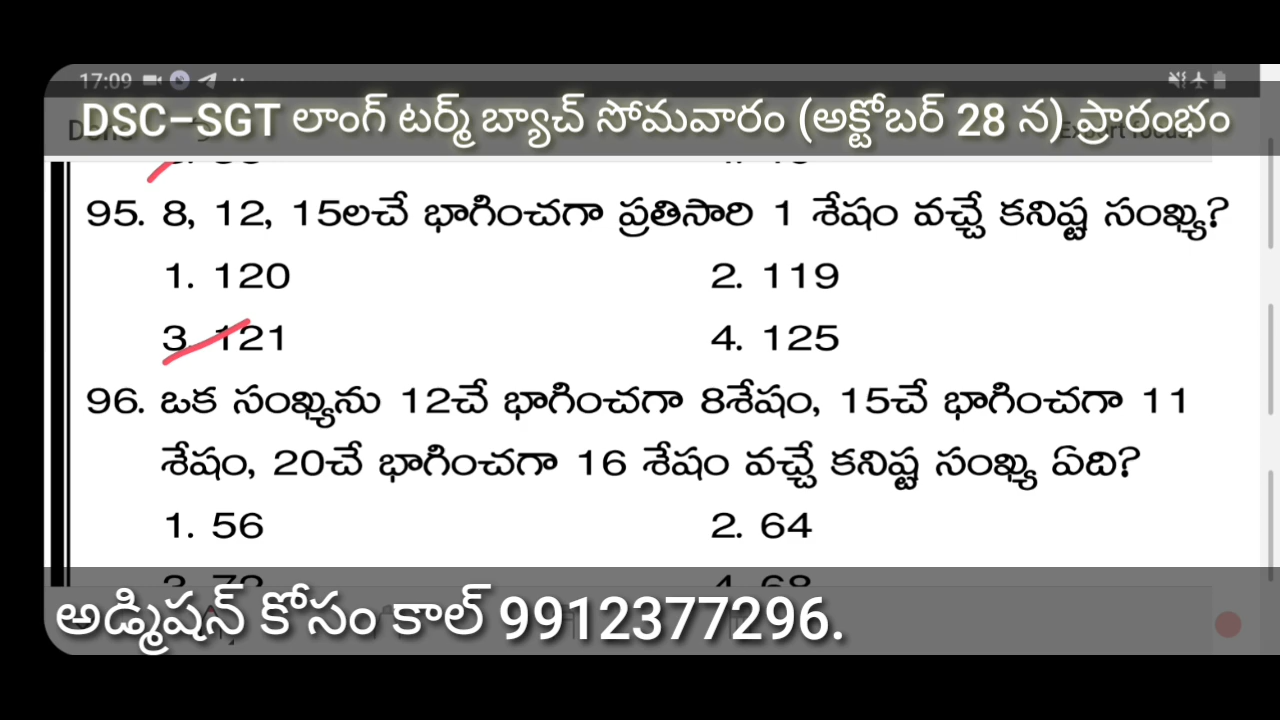 17:09
DSC-SGT లాంగ్ టర్మ్ బ్యాచ్ సోమవారం (అక్టోబర్ 28 న) ప్రారంభం
95. 8, 12, 15లచే భాగించగా ప్రతిసారి 1 శేషం వచ్చే కనిష్ట సంఖ్య?
1. 120 2. 119
3. 121 4. 125
96. ఒక సంఖ్యను 12చే భాగించగా 8శేషం, 15చే భాగించగా 11
శేషం, 20చే భాగించగా 16 శేషం వచ్చే కనిష్ట సంఖ్య ఏది?
1. 56 2. 64
అడ్మిషన్ కోసం కాల్ 9912377296.